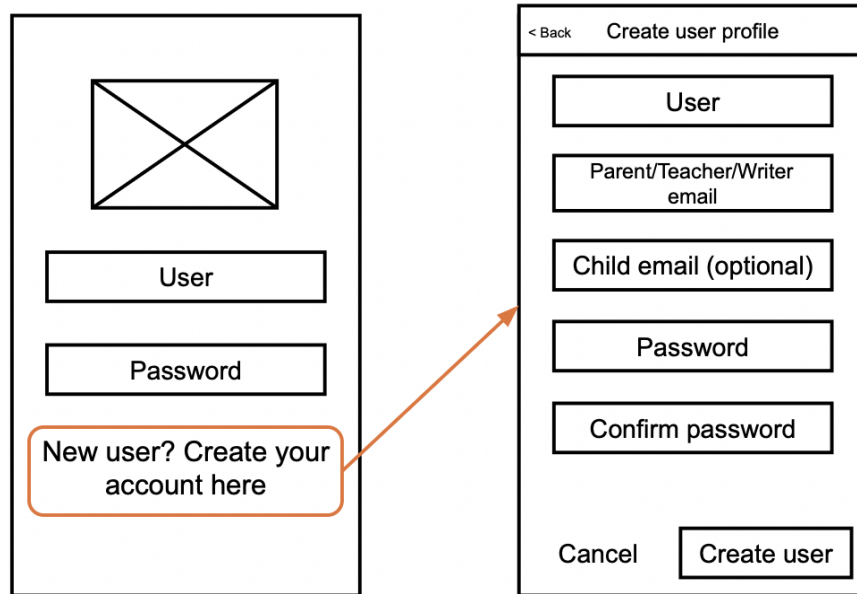 User
Password
New user? Create your
account here
< Back
Create user profile
User
Parent/Teacher/Writer
email
Child email (optional)
Password
Confirm password
Cancel
Create user